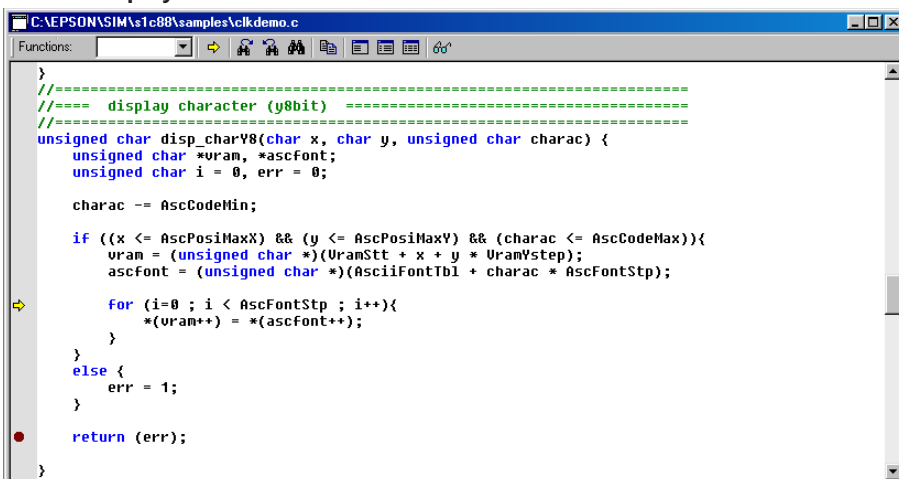 C:\EPSON\SIM\s1c88\samples\clkdemo.c
Functions:
}
//=========================================================================
//==== display character (y8bit) =======================================
//=========================================================================
unsigned char disp_charY8(char x, char y, unsigned char charac) {
unsigned char *vram, *ascfont;
unsigned char i = 0, err = 0;
charac -= AscCodeMin;
if ((x <= AscPosiMaxX) && (y <= AscPosiMaxY) && (charac <= AscCodeMax)){
vram = (unsigned char *)(VramStt + x + y * VramYstep);
ascfont = (unsigned char *)(AsciiFontTbl + charac * AscFontStp);
for (i=0 ; i < AscFontStp ; i++){
*(vram++) = *(ascfont++);
}
}
else {
err = 1;
}
return (err);
}